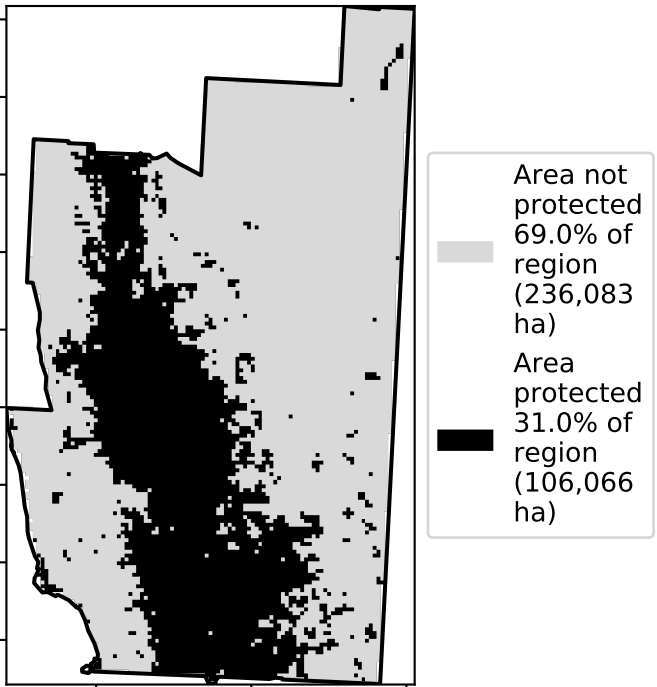 Area not
protected
69.0% of
region
(236,083
ha)
Area
protected
31.0% of
region
(106,066
ha)